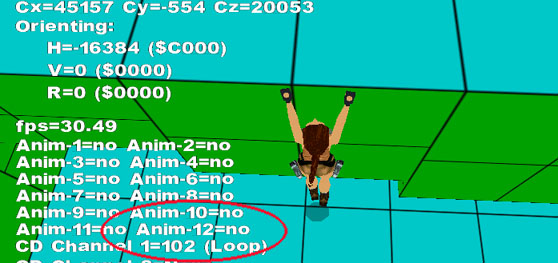 Cx=45157 Cy=-554 Cz=20053
Orienting:
H=-16384 ($C000)
V=0 ($0000)
R=0 ($0000)
fps=30.49
Anim-1=no Anim-2=no
Anim-3=no Anim-4=no
Anim-5=no Anim-6=no
Anim-7=no Anim-8=no
Anim-9=no Anim-10=no
Anim-11=no Anim-12=no
CD Channel 1=102 (Loop)